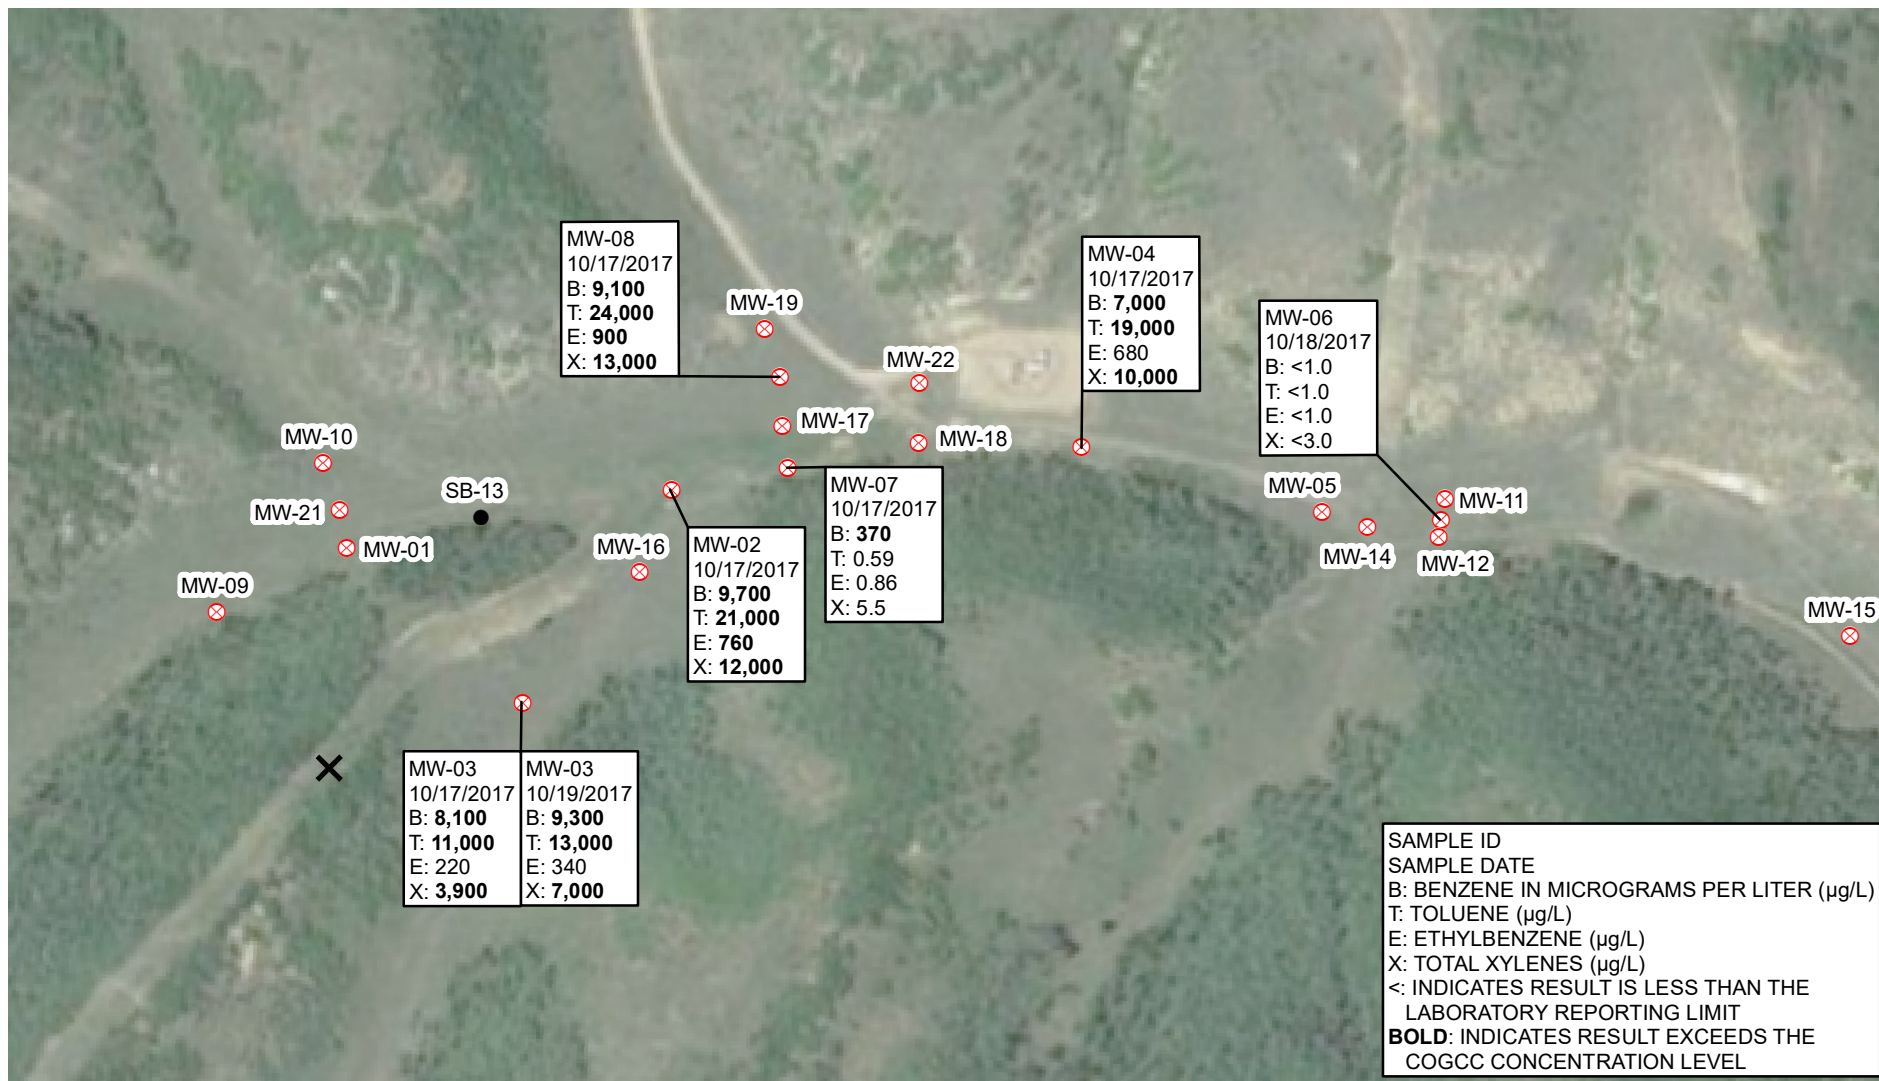 MW-08
10/17/2017
B: 9,100
T: 24,000
E: 900
X: 13,000
MW-04
10/17/2017
B: 7,000
T: 19,000
E: 680
X: 10,000
MW-19
MW-06
10/18/2017
B: <1.0
T: <1.0
E: <1.0
X: <3.0
MW-22
MW-17
MW-18
MW-10
MW-07
10/17/2017
B: 370
T: 0.59
E: 0.86
X: 5.5
SB-13
MW-05
MW-11
MW-21
MW-01
MW-16
MW-02
10/17/2017
B: 9,700
T: 21,000
E: 760
X: 12,000
MW-14
MW-12
MW-09
MW-15
MW-03
10/17/2017
B: 8,100
T: 11,000
E: 220
X: 3,900
MW-03
10/19/2017
B: 9,300
T: 13,000
E: 340
X: 7,000
SAMPLE ID
SAMPLE DATE
B: BENZENE IN MICROGRAMS PER LITER (µg/L)
T: TOLUENE (µg/L)
E: ETHYLBENZENE (µg/L)
X: TOTAL XYLENES (µg/L)
<: INDICATES RESULT IS LESS THAN THE
LABORATORY REPORTING LIMIT
BOLD: INDICATES RESULT EXCEEDS THE
COGCC CONCENTRATION LEVEL